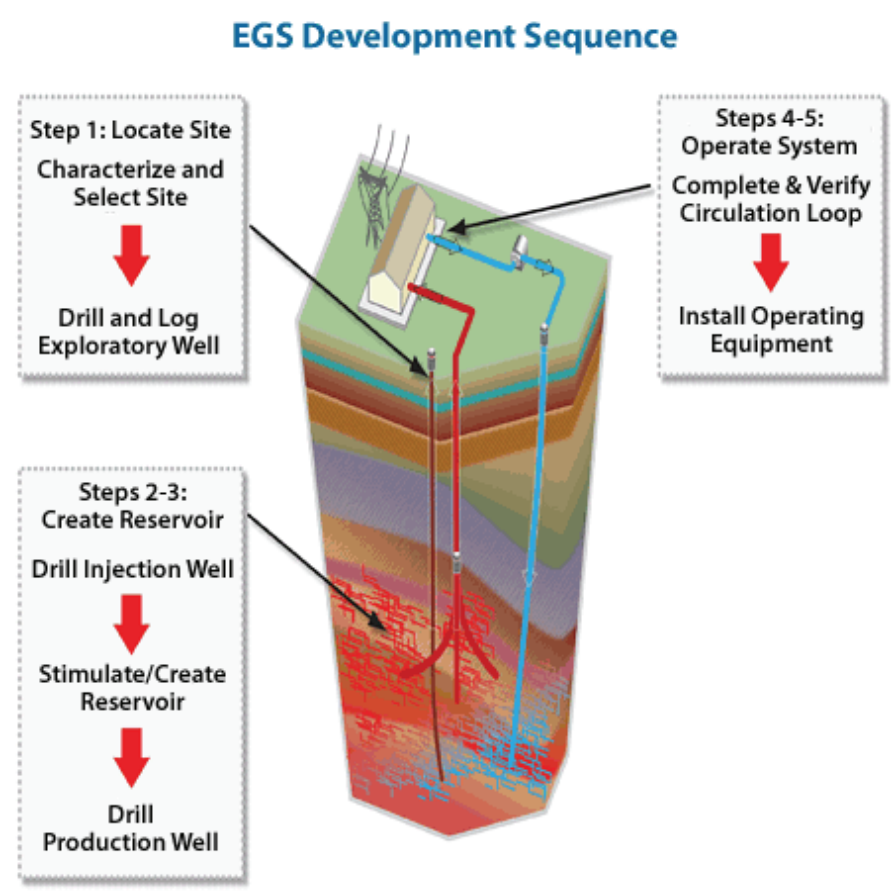 EGS Development Sequence
Step 1: Locate Site
Characterize and
Select Site
Drill and Log
Exploratory Well
Steps 2-3:
Create Reservoir
Drill Injection Well
Stimulate/Create
Reservoir
Drill
Production Well
Steps 4-5:
Operate System
Complete & Verify
Circulation Loop
Install Operating
Equipment